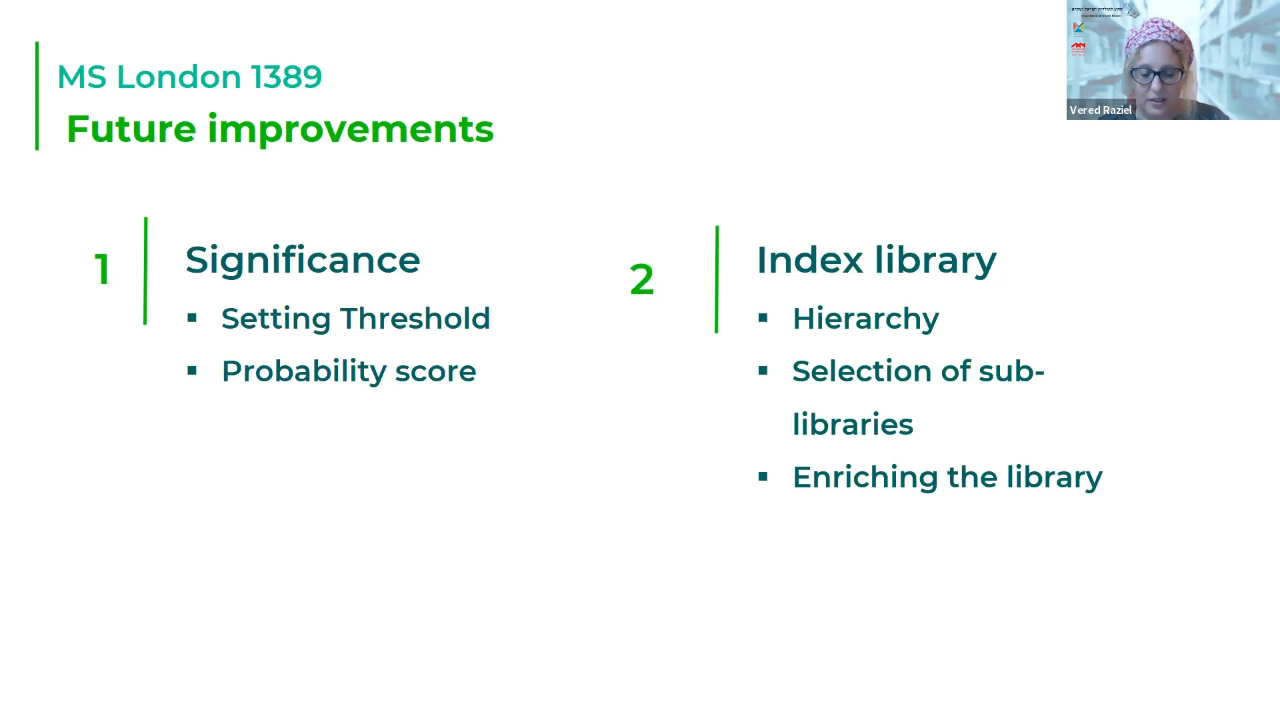 MS London 1389
Future improvements
1
Significance
▪ Setting Threshold
▪ Probability score
2
Index library
▪ Hierarchy
▪ Selection of sub-
libraries
▪ Enriching the library
Vered Raziel